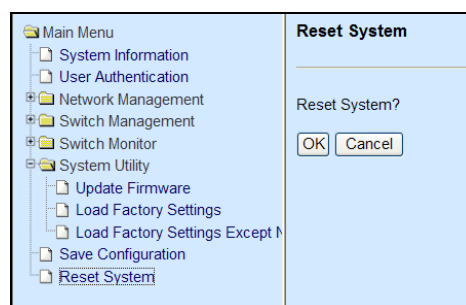 Main Menu
System Information
User Authentication
Network Management
Switch Management
Switch Monitor
System Utility
Update Firmware
Load Factory Settings
Load Factory Settings Except
Save Configuration
Reset System
Reset System
Reset System?
OK Cancel